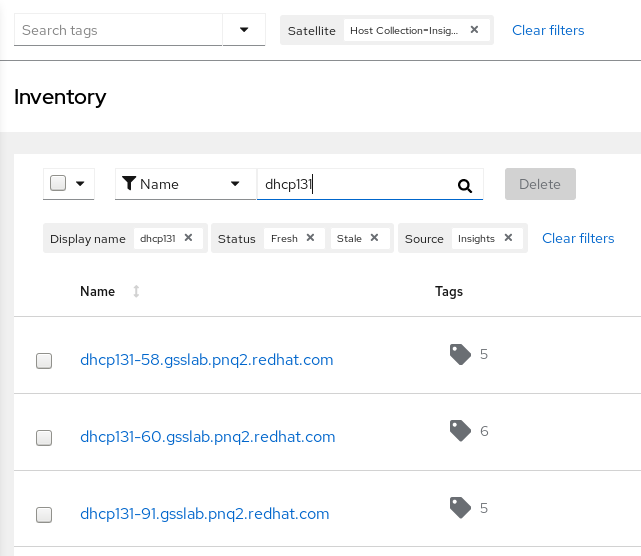 Search tags
Satellite Host Collection=Insig... × Clear filters
Inventory
Name dhcp131 Delete
Display name dhcp131 × Status Fresh × Stale × Source Insights × Clear filters
Name Tags
dhcp131-58.gsslab.pnq2.redhat.com 5
dhcp131-60.gsslab.pnq2.redhat.com 6
dhcp131-91.gsslab.pnq2.redhat.com 5